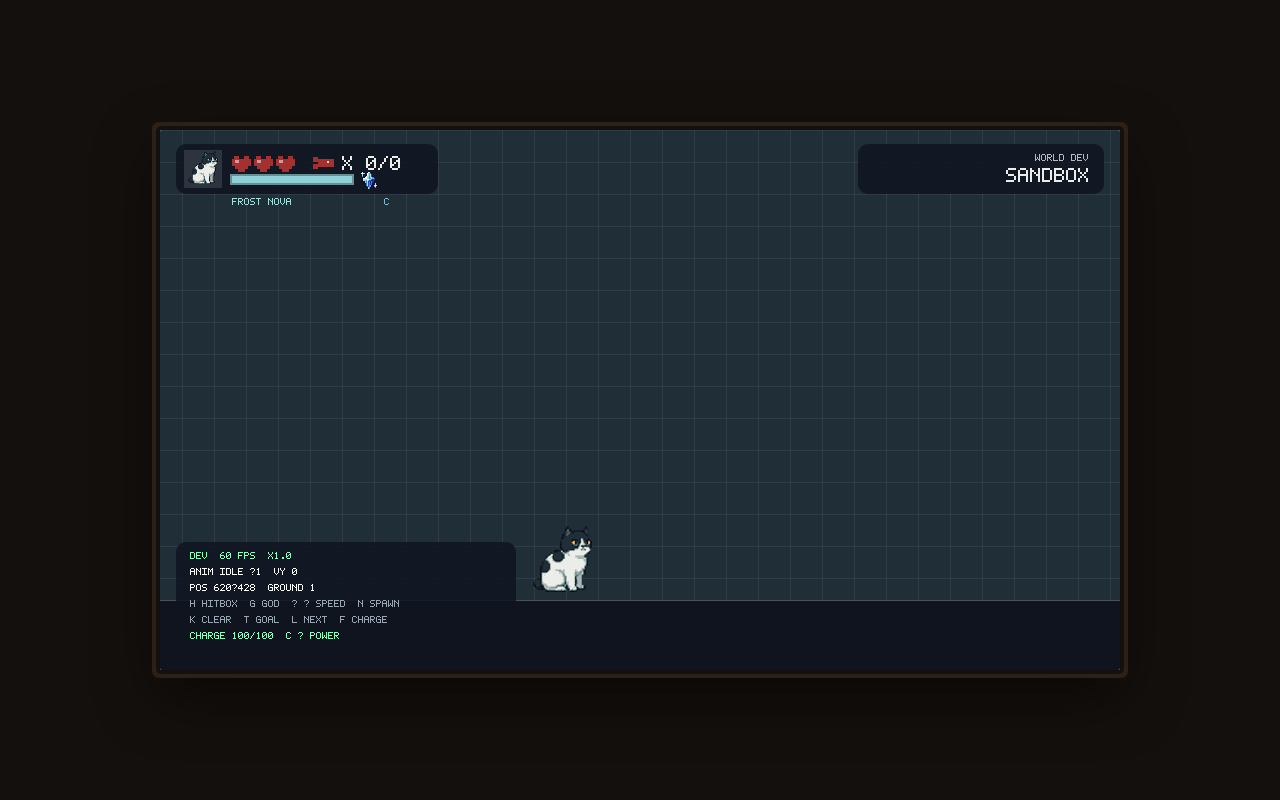 X 0/0
FROST NOVA C
WORLD DEV
SANDBOX
DEV 60 FPS X1.0
ANIM IDLE ?1 VY 0
POS 620?428 GROUND 1
H HITBOX G GOD ? ? SPEED N SPAWN
K CLEAR T GOAL L NEXT F CHARGE
CHARGE 100/100 C ? POWER